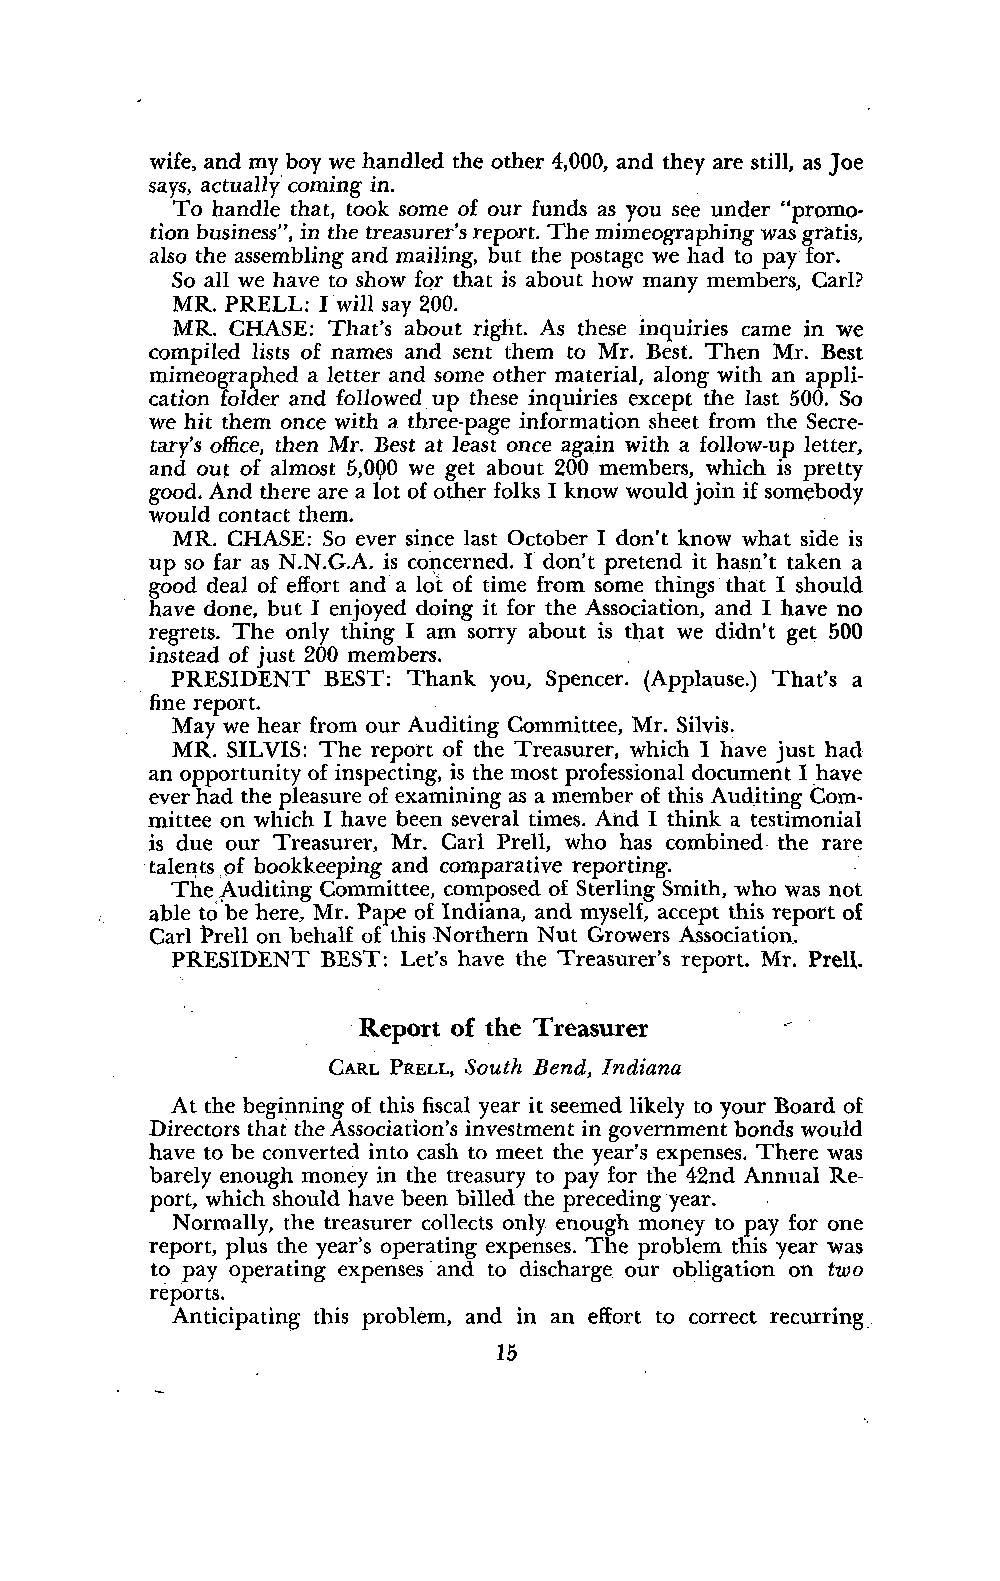 wife, and my boy we handled the other 4,000, and they are still, as Joe
says, actually coming in.
To handle that, took some of our funds as you see under "promo-
tion business", in the treasurer's report. The mimeographing was gratis,
also the assembling and mailing, but the postage we had to pay for.
So all we have to show for that is about how many members, Carl?
MR. PRELL: I will say 200.
MR. CHASE: That's about right. As these inquiries came in we
compiled lists of names and sent them to Mr. Best. Then Mr. Best
mimeographed a letter and some other material, along with an appli-
cation folder and followed up these inquiries except the last 500. So
we hit them once with a three-page information sheet from the Secre-
tary's office, then Mr. Best at least once again with a follow-up letter,
and out of almost 5,000 we get about 200 members, which is pretty
good. And there are a lot of other folks I know would join if somebody
would contact them.
MR. CHASE: So ever since last October I don't know what side is
up so far as N.N.G.A. is concerned. I don't pretend it hasn't taken a
good deal of effort and a lot of time from some things that I should
have done, but I enjoyed doing it for the Association, and I have no
regrets. The only thing I am sorry about is that we didn't get 500
instead of just 200 members.
PRESIDENT BEST: Thank you, Spencer. (Applause.) That's a
fine report.
May we hear from our Auditing Committee, Mr. Silvis.
MR. SILVIS: The report of the Treasurer, which I have just had
an opportunity of inspecting, is the most professional document I have
ever had the pleasure of examining as a member of this Auditing Com-
mittee on which I have been several times. And I think a testimonial
is due our Treasurer, Mr. Carl Prell, who has combined the rare
talents of bookkeeping and comparative reporting.
The Auditing Committee, composed of Sterling Smith, who was not
able to be here, Mr. Pape of Indiana, and myself, accept this report of
Carl Prell on behalf of this Northern Nut Growers Association.
PRESIDENT BEST: Let's have the Treasurer's report. Mr. Prell.
Report of the Treasurer
CARL PRELL, South Bend, Indiana
At the beginning of this fiscal year it seemed likely to your Board of
Directors that the Association's investment in government bonds would
have to be converted into cash to meet the year's expenses. There was
barely enough money in the treasury to pay for the 42nd Annual Re-
port, which should have been billed the preceding year.
Normally, the treasurer collects only enough money to pay for one
report, plus the year's operating expenses. The problem this year was
to pay operating expenses and to discharge our obligation on two
reports.
Anticipating this problem, and in an effort to correct recurring
15